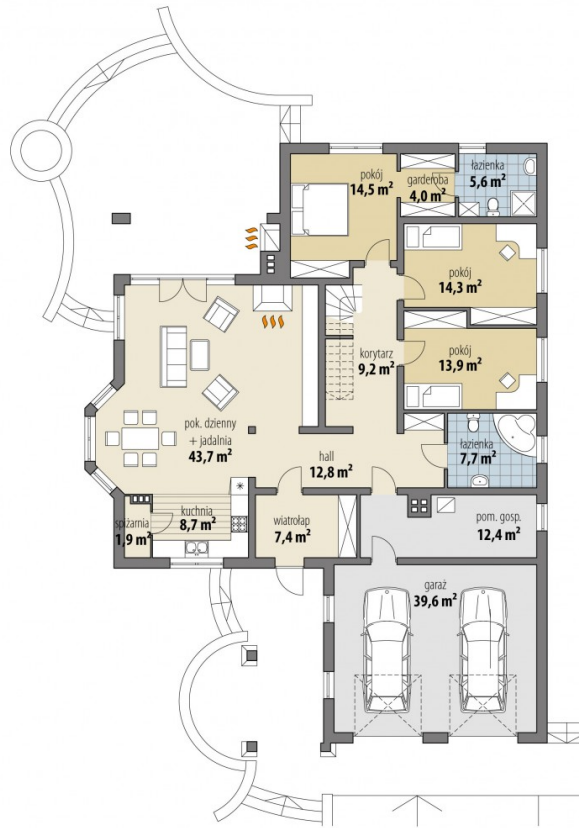 pokój
14,5 m²
garderoba
4,0 m²
łazienka
5,6 m²
pokój
14,3 m²
korytarz
9,2 m²
pokój
13,9 m²
pok. dzienny
+ jadalnia
43,7 m²
hall
12,8 m²
łazienka
7,7 m²
spiżarnia
1,9 m²
kuchnia
8,7 m²
wiatrołap
7,4 m²
pom. gosp.
12,4 m²
garaż
39,6 m²